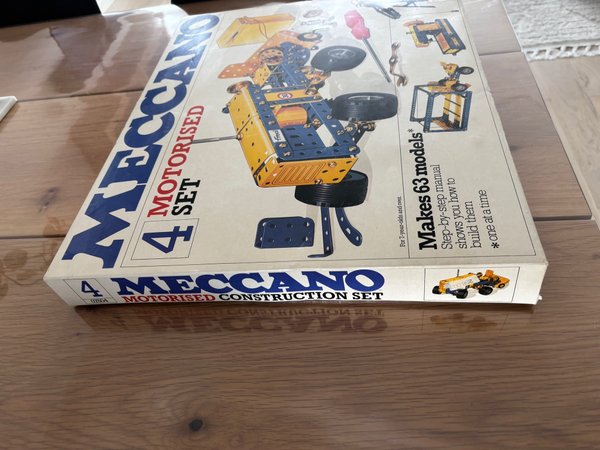 MECCANO
4
MOTORISED
SET
For 7-year-olds and over.
Makes 63 models*
Step-by-step manual
shows you how to
build them
* one at a time
4
MECCANO
MOTORISED CONSTRUCTION SET